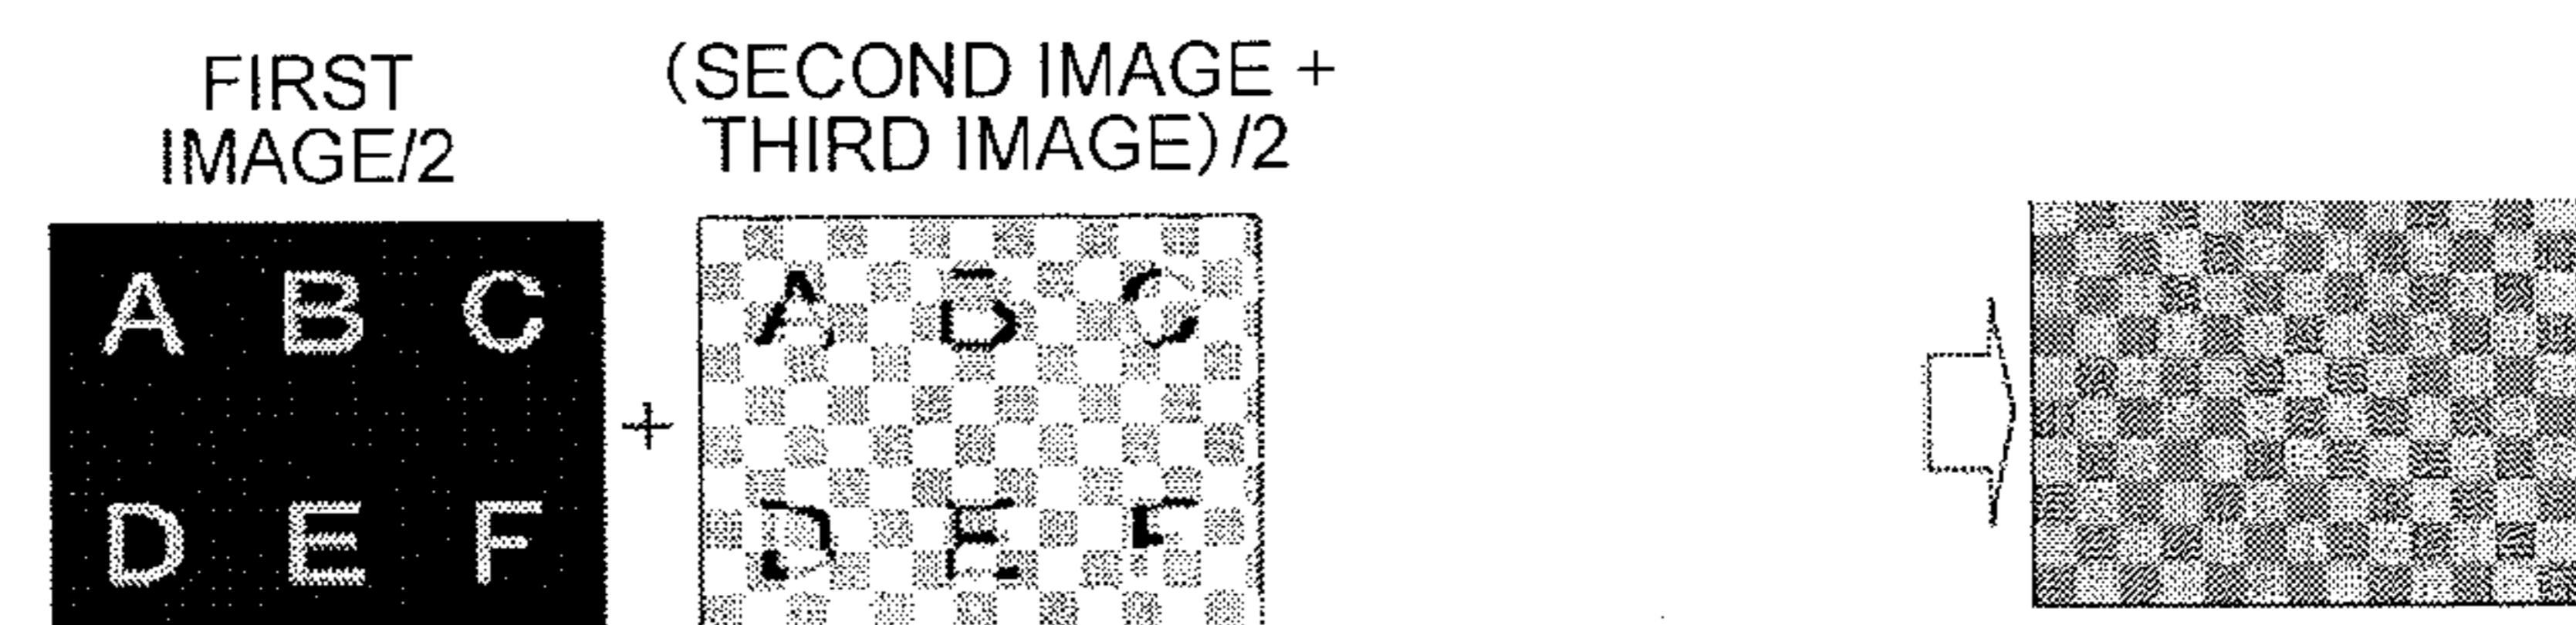 FIRST
IMAGE/2
(SECOND IMAGE +
THIRD IMAGE)/2
A B C
D E F
+
A B C
D E F